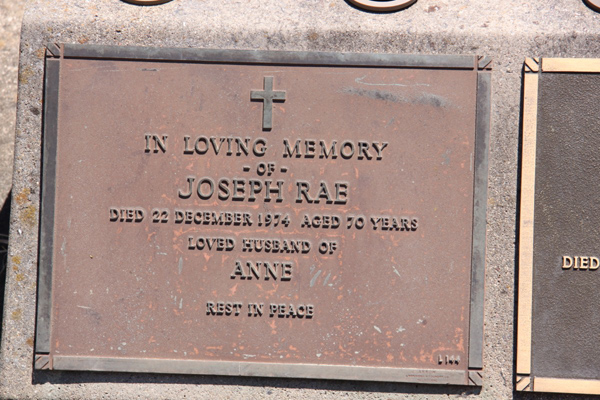 IN LOVING MEMORY
- OF -
JOSEPH RAE
DIED 22 DECEMBER 1974 AGED 70 YEARS
LOVED HUSBAND OF
ANNE
REST IN PEACE
DIED